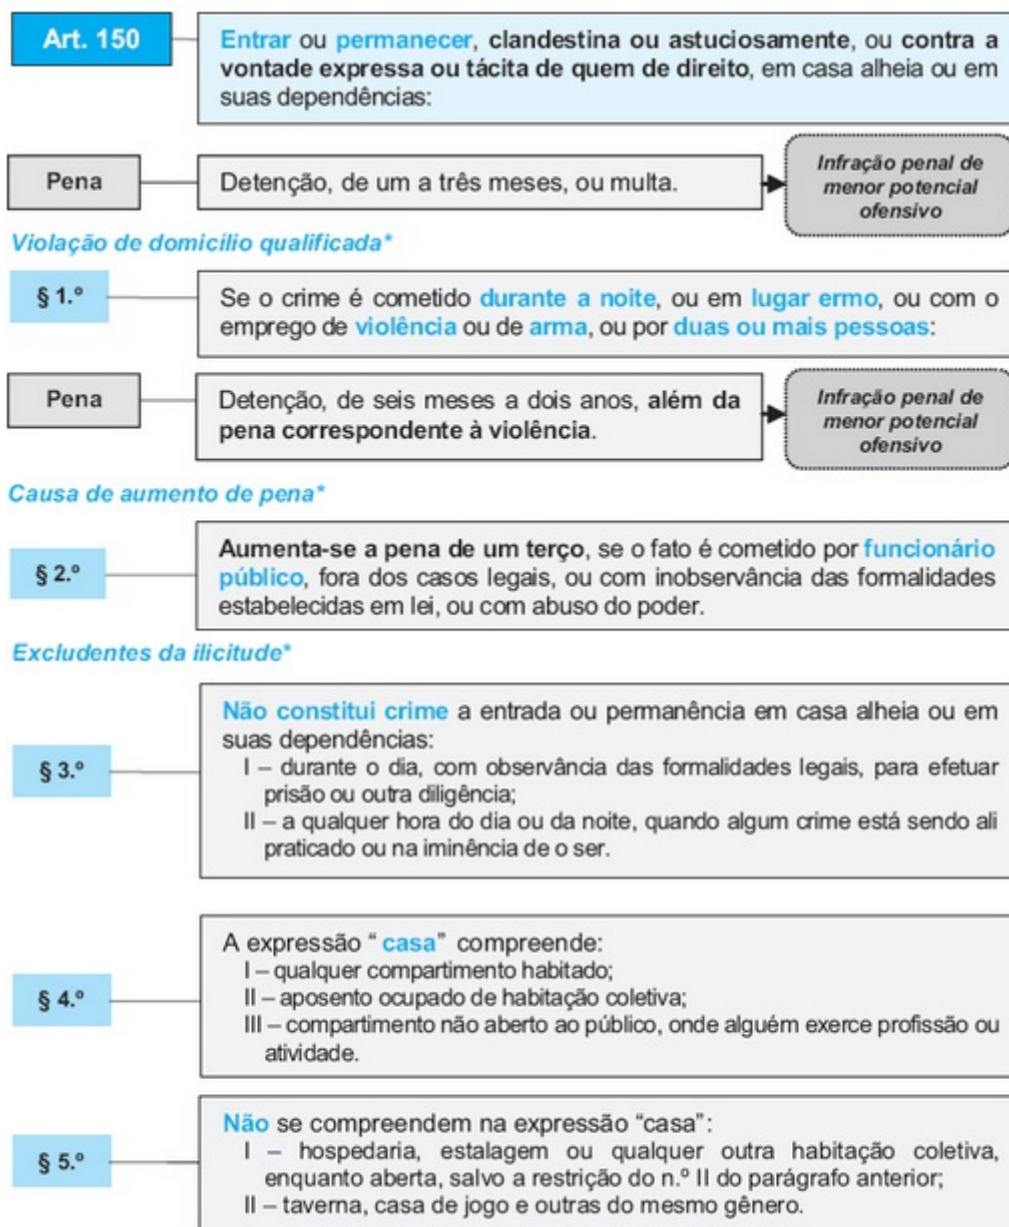 Art. 150
Entrar ou permanecer, clandestina ou astuciosamente, ou contra a
vontade expressa ou tácita de quem de direito, em casa alheia ou em
suas dependências:
Pena
Detenção, de um a três meses, ou multa.
Infração penal de
menor potencial
ofensivo
Violação de domicílio qualificada*
§ 1.º
Se o crime é cometido durante a noite, ou em lugar ermo, ou com o
emprego de violência ou de arma, ou por duas ou mais pessoas:
Pena
Detenção, de seis meses a dois anos, além da
pena correspondente à violência.
Infração penal de
menor potencial
ofensivo
Causa de aumento de pena*
§ 2.º
Aumenta-se a pena de um terço, se o fato é cometido por funcionário
público, fora dos casos legais, ou com inobservância das formalidades
estabelecidas em lei, ou com abuso do poder.
Excludentes da ilicitude*
§ 3.º
Não constitui crime a entrada ou permanência em casa alheia ou em
suas dependências:
I – durante o dia, com observância das formalidades legais, para efetuar
prisão ou outra diligência;
II – a qualquer hora do dia ou da noite, quando algum crime está sendo ali
praticado ou na iminência de o ser.
§ 4.º
A expressão “casa” compreende:
I – qualquer compartimento habitado;
II – aposento ocupado de habitação coletiva;
III – compartimento não aberto ao público, onde alguém exerce profissão ou
atividade.
§ 5.º
Não se compreendem na expressão “casa”:
I – hospedaria, estalagem ou qualquer outra habitação coletiva,
enquanto aberta, salvo a restrição do n.º II do parágrafo anterior;
II – taverna, casa de jogo e outras do mesmo gênero.